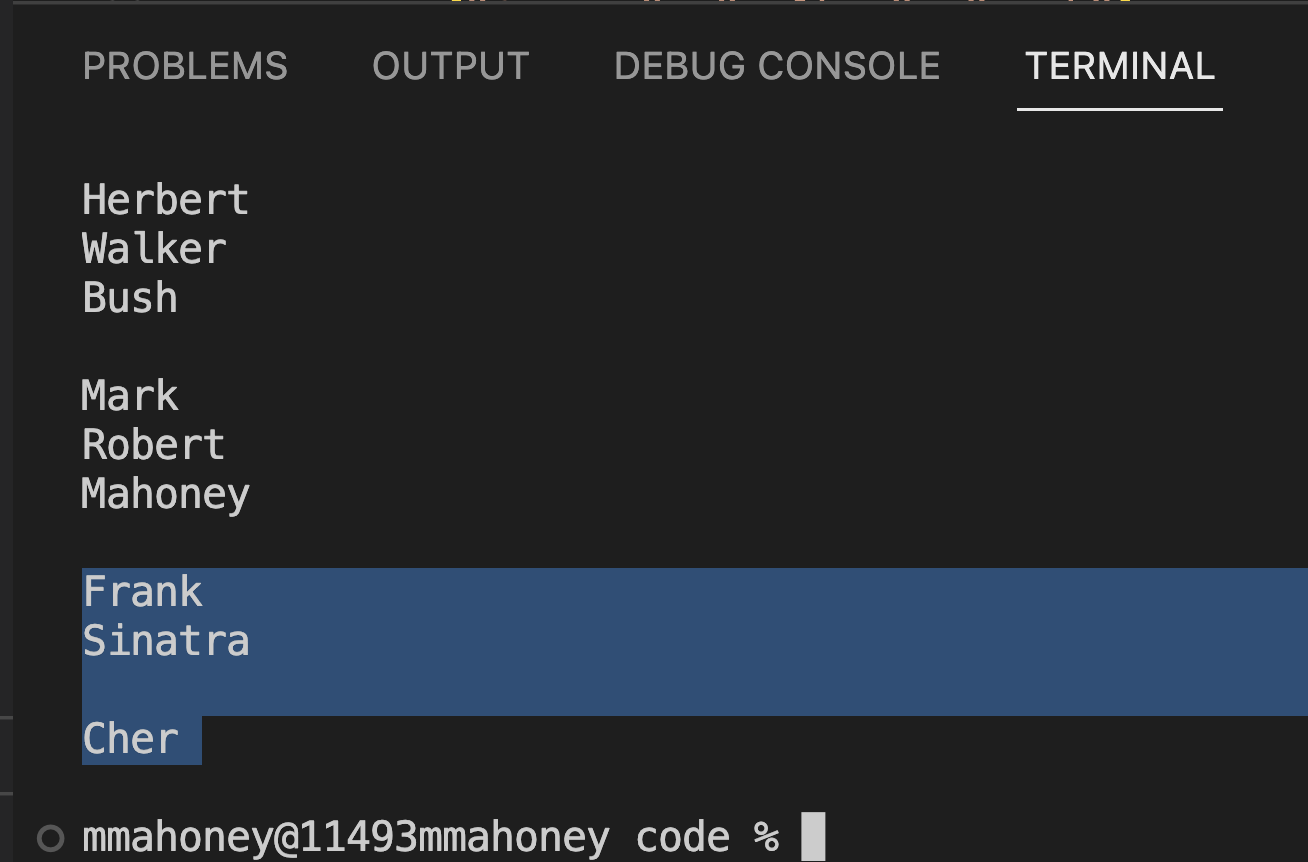 PROBLEMS OUTPUT DEBUG CONSOLE TERMINAL
Herbert
Walker
Bush
Mark
Robert
Mahoney
Frank
Sinatra
Cher
mmahoney@11493mmahoney code %